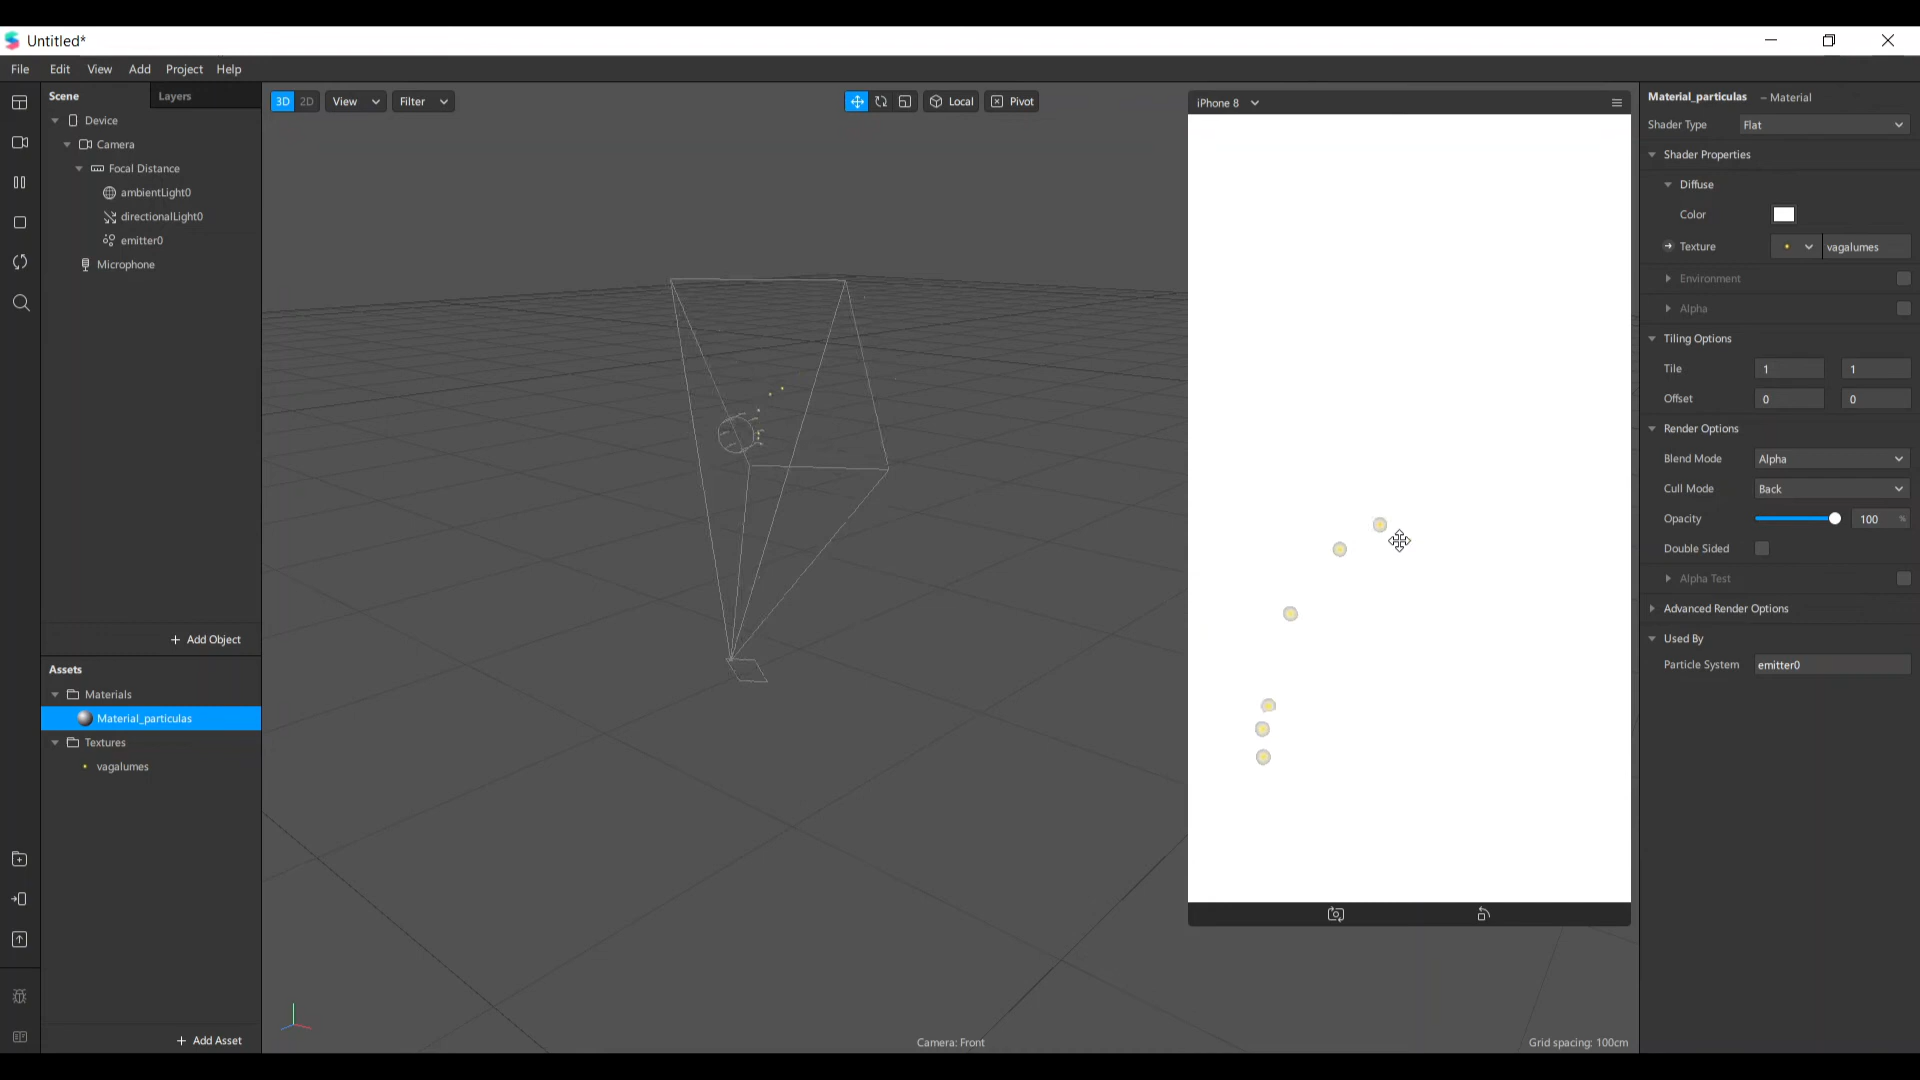 Untitled*
File Edit View Add Project Help
Scene Layers
Device
Camera
Focal Distance
ambientLight0
directionalLight0
emitter0
Microphone
+ Add Object
Assets
Materials
Material_particulas
Textures
vagalumes
+ Add Asset
3D 2D View Filter Local Pivot
iPhone 8
Camera: Front
Grid spacing: 100cm
Material_particulas – Material
Shader Type Flat
Shader Properties
Diffuse
Color
Texture vagalumes
Environment
Alpha
Tiling Options
Tile 1 1
Offset 0 0
Render Options
Blend Mode Alpha
Cull Mode Back
Opacity 100 %
Double Sided
Alpha Test
Advanced Render Options
Used By
Particle System emitter0